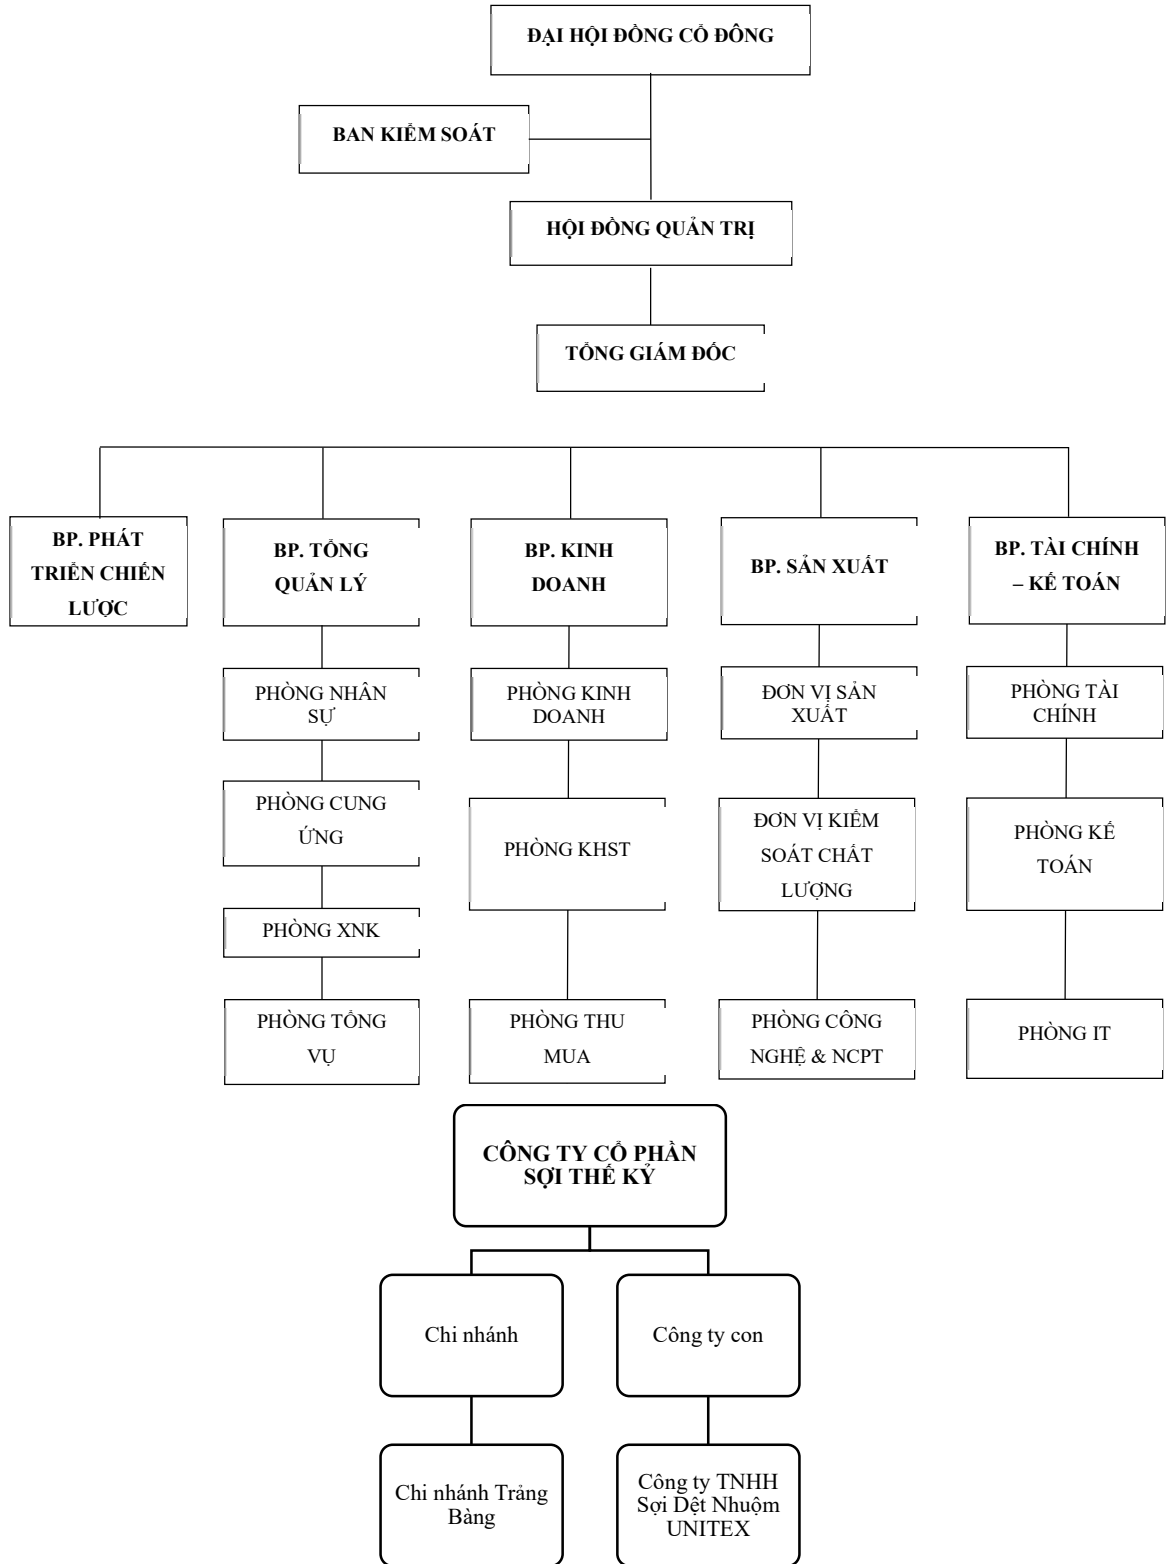 ĐẠI HỘI ĐỒNG CỔ ĐÔNG
BAN KIỂM SOÁT
HỘI ĐỒNG QUẢN TRỊ
TỔNG GIÁM ĐỐC
BP. PHÁT
TRIỂN CHIẾN
LƯỢC
BP. TỔNG
QUẢN LÝ
BP. KINH
DOANH
BP. SẢN XUẤT
BP. TÀI CHÍNH
– KẾ TOÁN
PHÒNG NHÂN
SỰ
PHÒNG KINH
DOANH
ĐƠN VỊ SẢN
XUẤT
PHÒNG TÀI
CHÍNH
PHÒNG CUNG
ỨNG
PHÒNG KHST
ĐƠN VỊ KIỂM
SOÁT CHẤT
LƯỢNG
PHÒNG KẾ
TOÁN
PHÒNG XNK
PHÒNG TỔNG
VỤ
PHÒNG THU
MUA
PHÒNG CÔNG
NGHỆ & NCPT
PHÒNG IT
CÔNG TY CỔ PHẦN
SỢI THẾ KỶ
Chi nhánh
Công ty con
Chi nhánh Trảng
Bàng
Công ty TNHH
Sợi Dệt Nhuộm
UNITEX